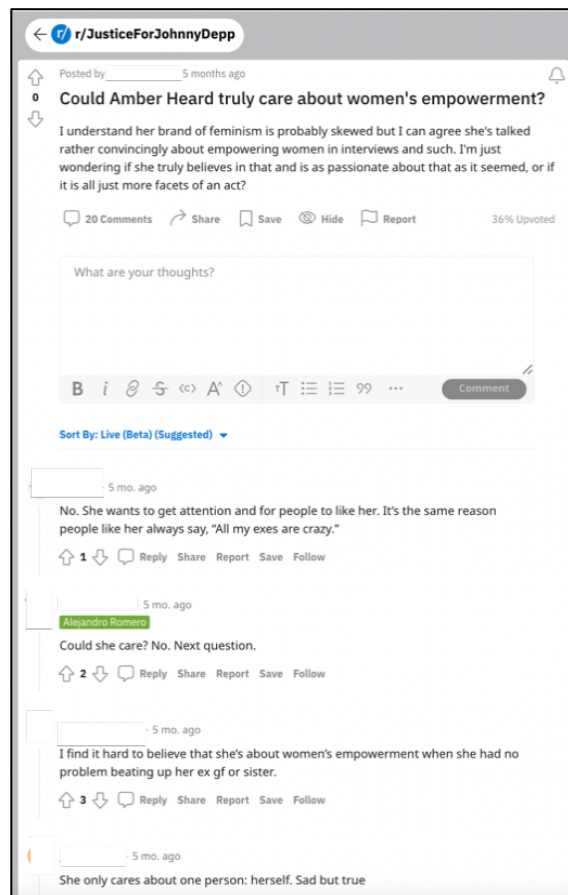 r/ r/JusticeForJohnnyDepp
Posted by 5 months ago
0
Could Amber Heard truly care about women's empowerment?
I understand her brand of feminism is probably skewed but I can agree she's talked
rather convincingly about empowering women in interviews and such. I'm just
wondering if she truly believes in that and is as passionate about that as it seemed, or if
it is all just more facets of an act?
20 Comments Share Save Hide Report 36% Upvoted
What are your thoughts?
B i S <c> A^ T 99 ... Comment
Sort By: Live (Beta) (Suggested)
· 5 mo. ago
No. She wants to get attention and for people to like her. It's the same reason
people like her always say, “All my exes are crazy.”
1 Reply Share Report Save Follow
5 mo. ago
Alejandro Romero
Could she care? No. Next question.
2 Reply Share Report Save Follow
· 5 mo. ago
I find it hard to believe that she's about women's empowerment when she had no
problem beating up her ex gf or sister.
3 Reply Share Report Save Follow
· 5 mo. ago
She only cares about one person: herself. Sad but true